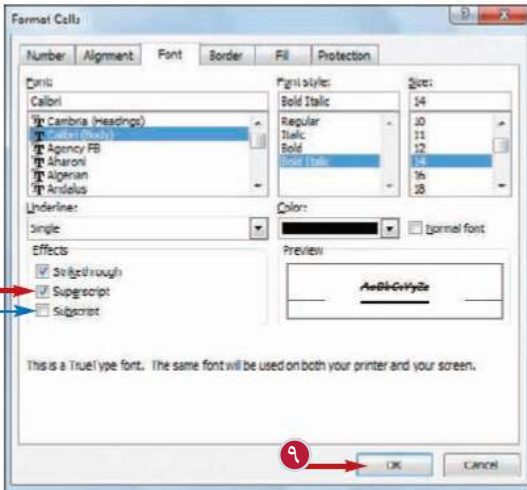 Format Cells
Number Alignment Font Border Fill Protection
Font: Font style: Size:
Calibri Bold Italic 14
Cambria (Headings) Regular 10
Calibri (Body) Italic 11
Agency FB Bold 12
Aharoni Bold Italic 14
Algerian 16
Andalus 18
Underline: Color:
Single Normal font
Effects Preview
Strikethrough
Superscript AaBbCcYyZz
Subscript
This is a TrueType font. The same font will be used on both your printer and your screen.
٩ OK Cancel